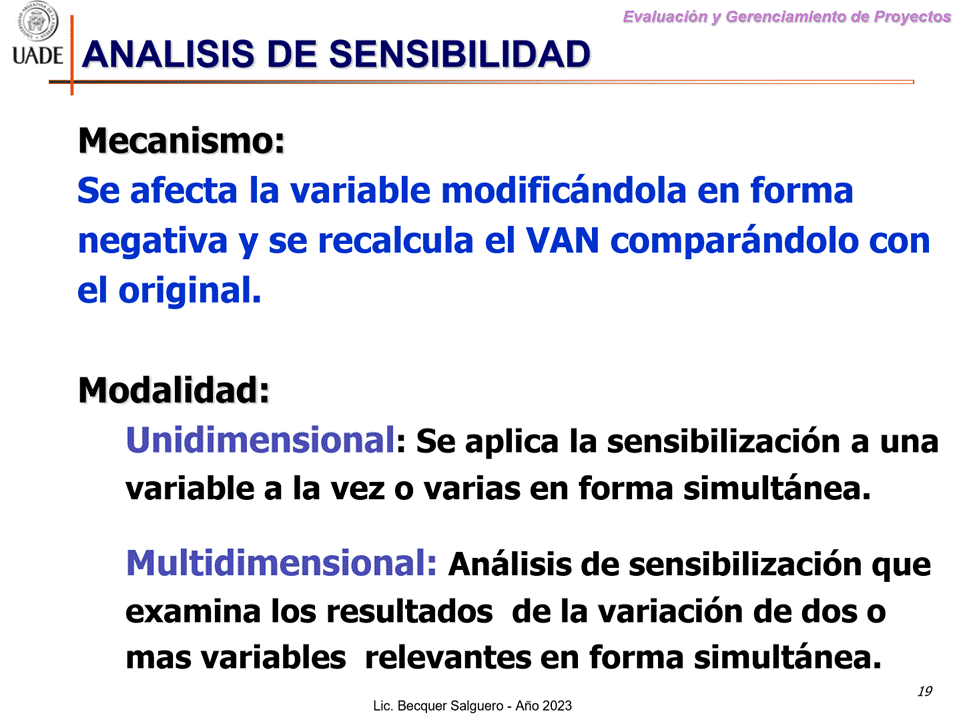 Evaluación y Gerenciamiento de Proyectos
UADE
ANALISIS DE SENSIBILIDAD
Mecanismo:
Se afecta la variable modificándola en forma
negativa y se recalcula el VAN comparándolo con
el original.
Modalidad:
Unidimensional: Se aplica la sensibilización a una
variable a la vez o varias en forma simultánea.
Multidimensional: Análisis de sensibilización que
examina los resultados de la variación de dos o
mas variables relevantes en forma simultánea.
19
Lic. Becquer Salguero - Año 2023